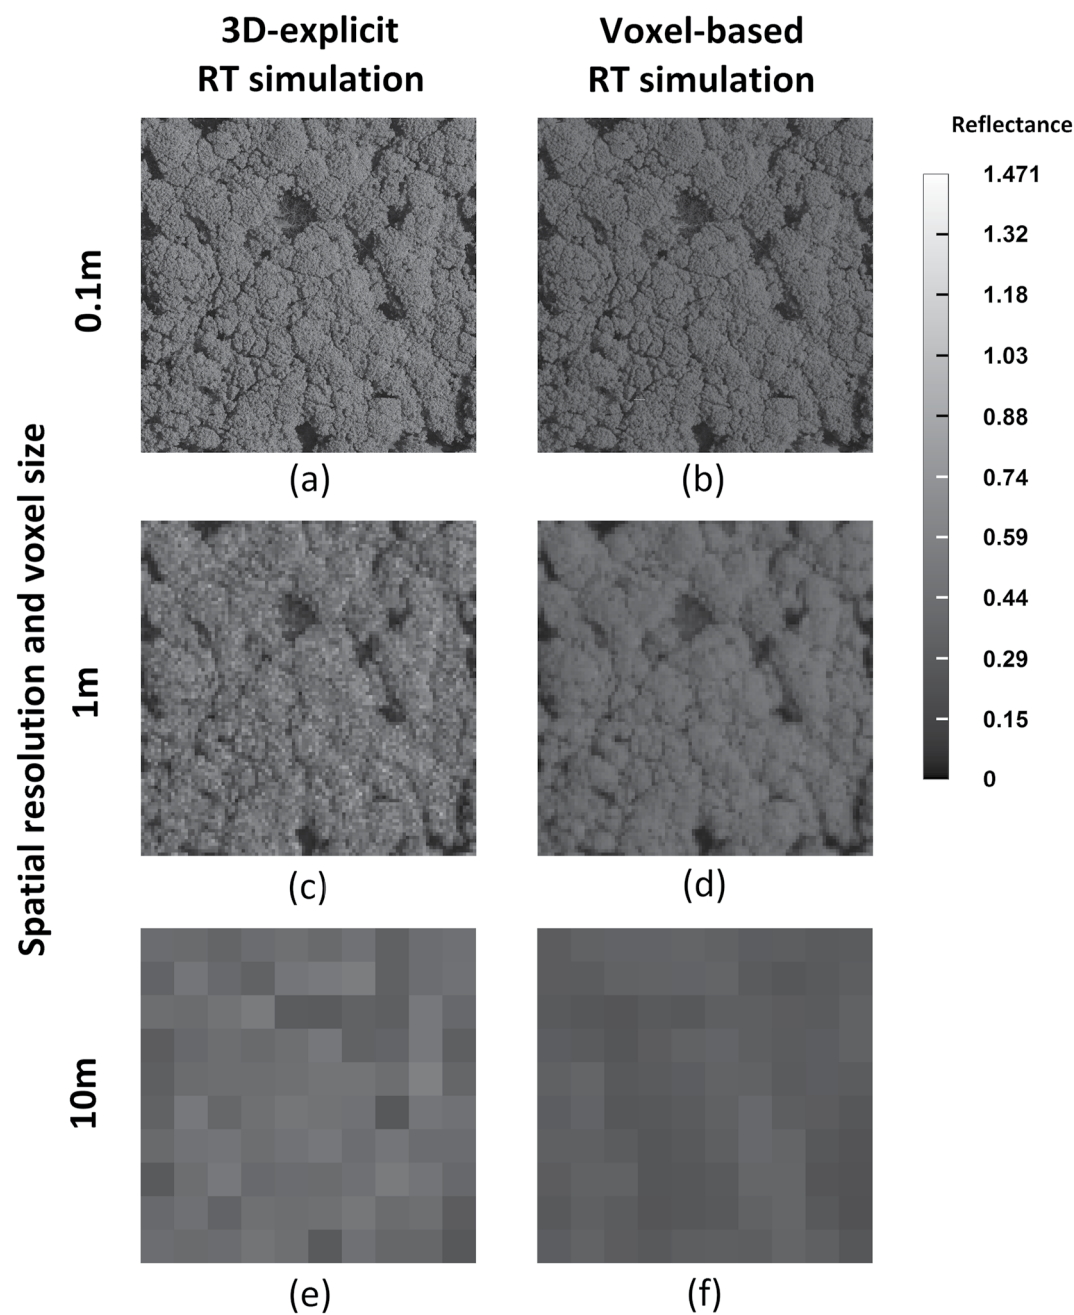 3D-explicit
RT simulation
Voxel-based
RT simulation
Reflectance
1.471
1.32
1.18
1.03
0.88
0.74
0.59
0.44
0.29
0.15
0
Spatial resolution and voxel size
0.1m
(a)
(b)
1m
(c)
(d)
10m
(e)
(f)